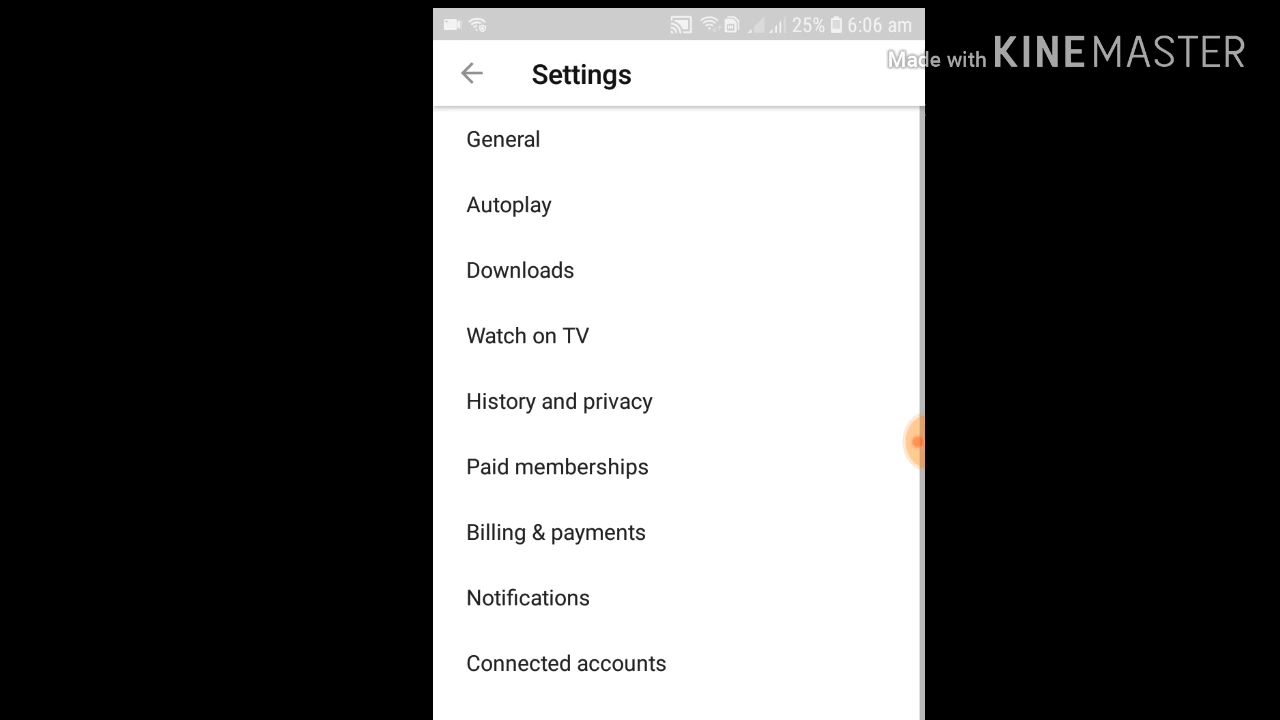 25% 6:06 am
Made with KINEMASTER
Settings
General
Autoplay
Downloads
Watch on TV
History and privacy
Paid memberships
Billing & payments
Notifications
Connected accounts